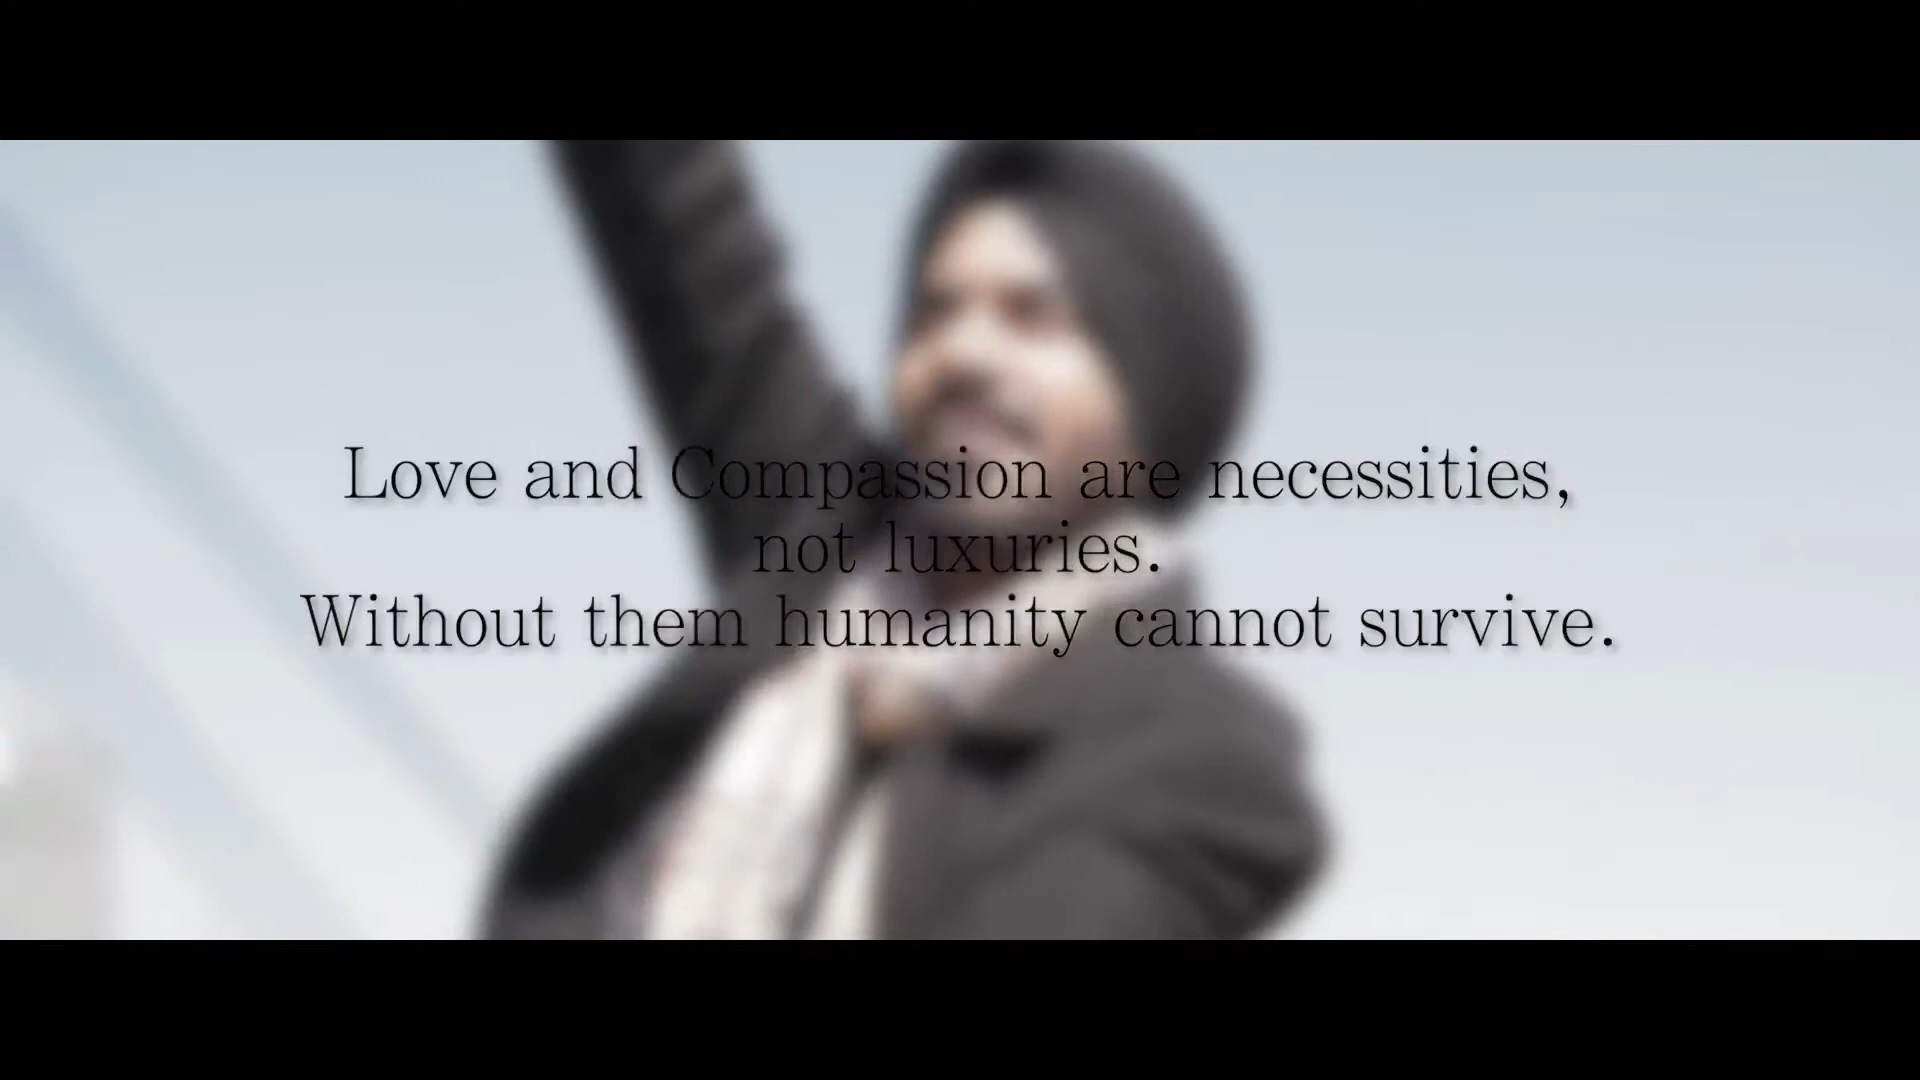 Love and Compassion are necessities,
not luxuries.
Without them humanity cannot survive.